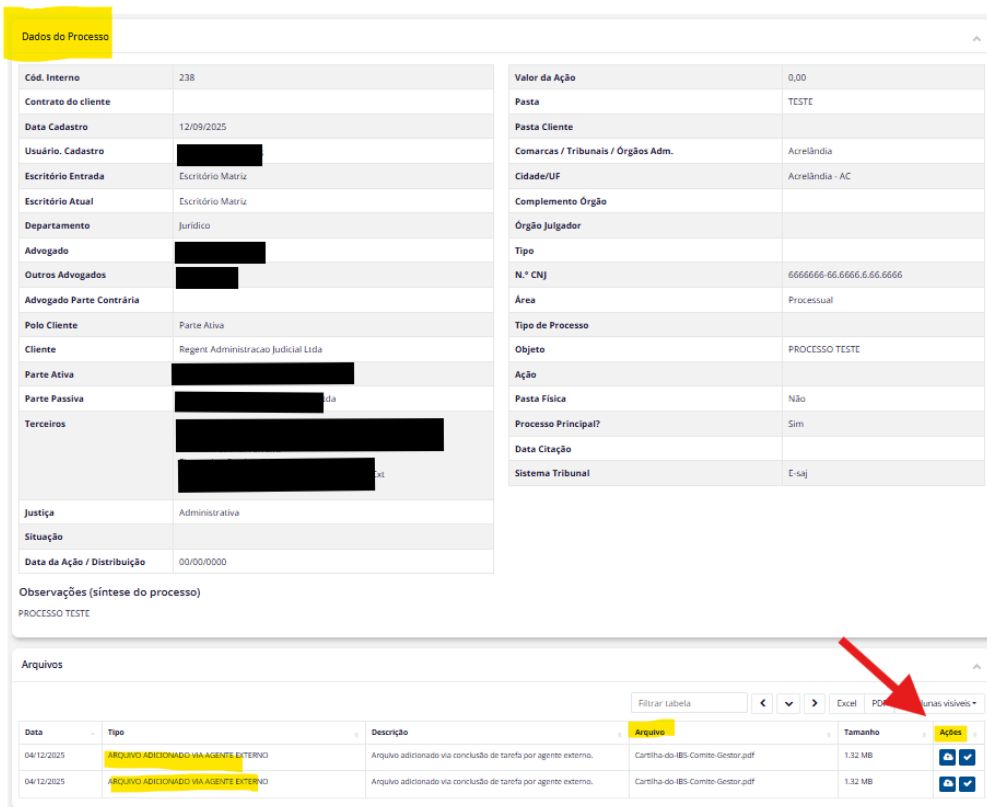 Dados do Processo
Cód. Interno 238
Contrato do cliente
Data Cadastro 12/09/2025
Usuário. Cadastro
Escritório Entrada Escritório Matriz
Escritório Atual Escritório Matriz
Departamento Jurídico
Advogado
Outros Advogados
Advogado Parte Contrária
Polo Cliente Parte Ativa
Cliente Regent Administracao Judicial Ltda
Parte Ativa
Parte Passiva tda
Terceiros
Ext
Justiça Administrativa
Situação
Data da Ação / Distribuição 00/00/0000
Valor da Ação 0,00
Pasta TESTE
Pasta Cliente
Comarcas / Tribunais / Órgãos Adm. Acrelândia
Cidade/UF Acrelândia - AC
Complemento Órgão
Órgão Julgador
Tipo
N.º CNJ 6666666-66.6666.6.66.6666
Área Processual
Tipo de Processo
Objeto PROCESSO TESTE
Ação
Pasta Física Não
Processo Principal? Sim
Data Citação
Sistema Tribunal E-saj
Observações (síntese do processo)
PROCESSO TESTE
Arquivos
Filtrar tabela Excel PDF unas visíveis
Data Tipo Descrição Arquivo Tamanho Ações
04/12/2025 ARQUIVO ADICIONADO VIA AGENTE EXTERNO Arquivo adicionado via conclusão de tarefa por agente externo. Cartilha-do-IBS-Comite-Gestor.pdf 1.32 MB
04/12/2025 ARQUIVO ADICIONADO VIA AGENTE EXTERNO Arquivo adicionado via conclusão de tarefa por agente externo. Cartilha-do-IBS-Comite-Gestor.pdf 1.32 MB